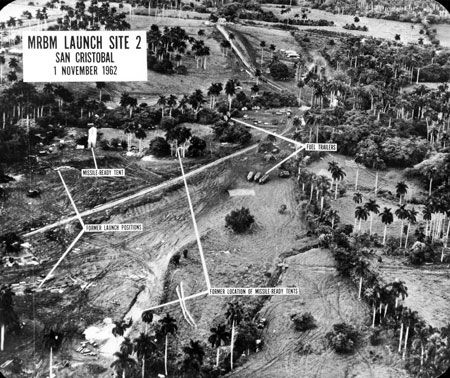 MRBM LAUNCH SITE 2
SAN CRISTOBAL
1 NOVEMBER 1962
FUEL TRAILERS
MISSILE-READY TENT
FORMER LAUNCH POSITIONS
FORMER LOCATION OF MISSILE-READY TENTS